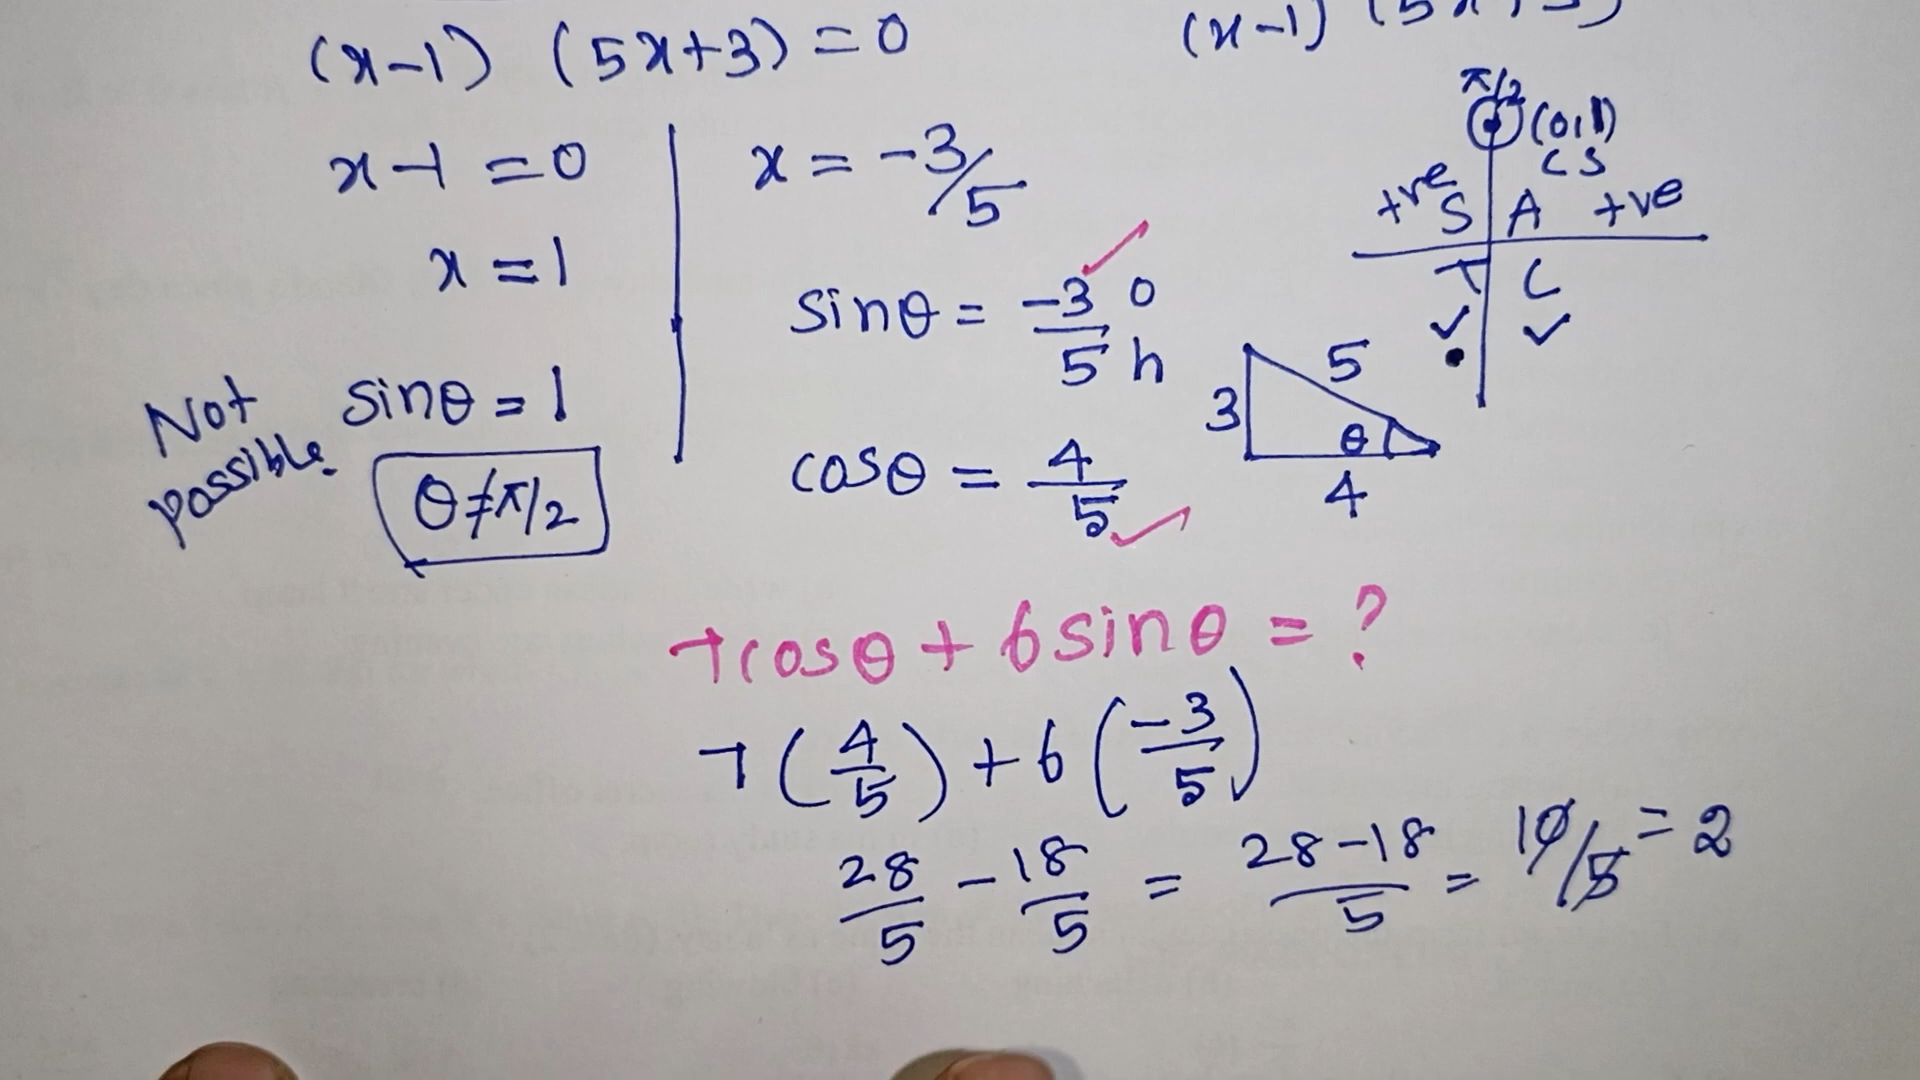 (x-1) (5x+3) = 0
(x-1)
x-1 = 0
x = 1
sinθ = 1
Not possible.
θ ≠ π/2
x = -3/5
sinθ = -3/5 o h
cosθ = 4/5
π/2
(0,1)
CS
+ve S A +ve
T C
✓ ✓
3 5 θ 4
7cosθ + 6sinθ = ?
7(4/5) + 6(-3/5)
28/5 - 18/5 = 28-18/5 = 10/5 = 2